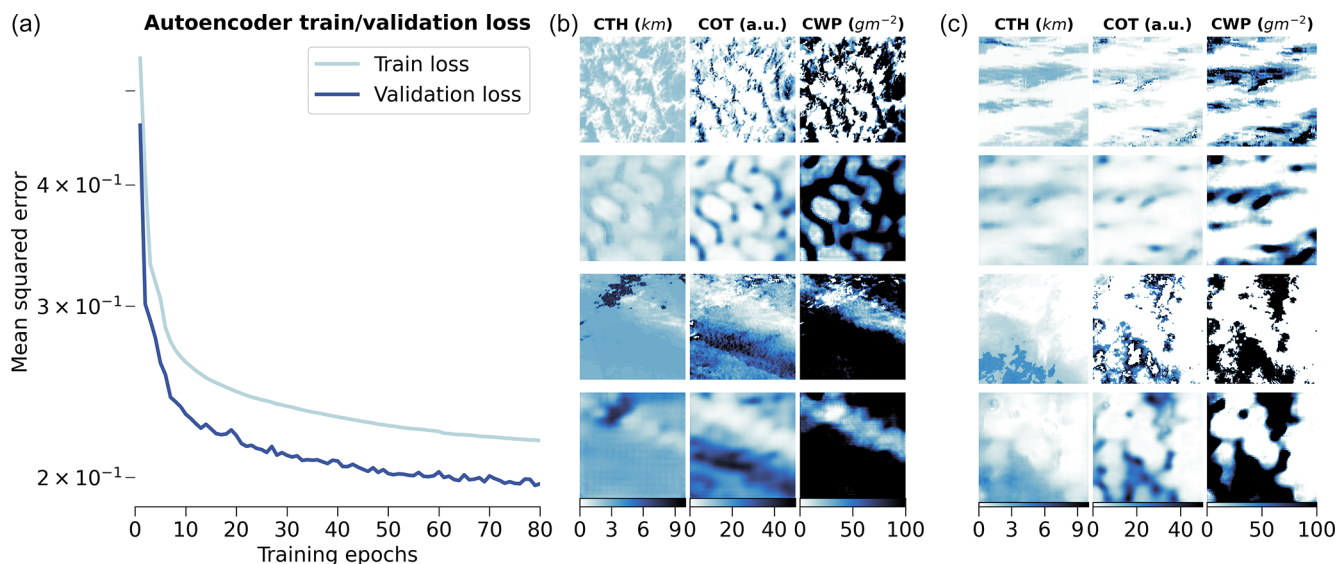 (a)
Autoencoder train/validation loss
Train loss
Validation loss
Mean squared error
4 × 10⁻¹
3 × 10⁻¹
2 × 10⁻¹
0 10 20 30 40 50 60 70 80
Training epochs
(b)
CTH (km) COT (a.u.) CWP (gm⁻²)
0 3 6 9 0 20 40 0 50 100
(c)
CTH (km) COT (a.u.) CWP (gm⁻²)
0 3 6 9 0 20 40 0 50 100